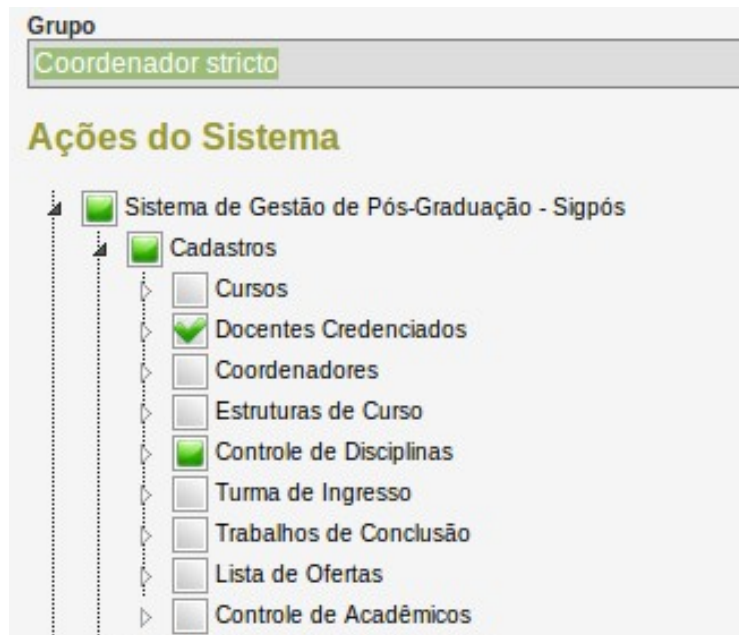 Grupo
Coordenador stricto
Ações do Sistema
Sistema de Gestão de Pós-Graduação - Sigpós
Cadastros
Cursos
Docentes Credenciados
Coordenadores
Estruturas de Curso
Controle de Disciplinas
Turma de Ingresso
Trabalhos de Conclusão
Lista de Ofertas
Controle de Acadêmicos